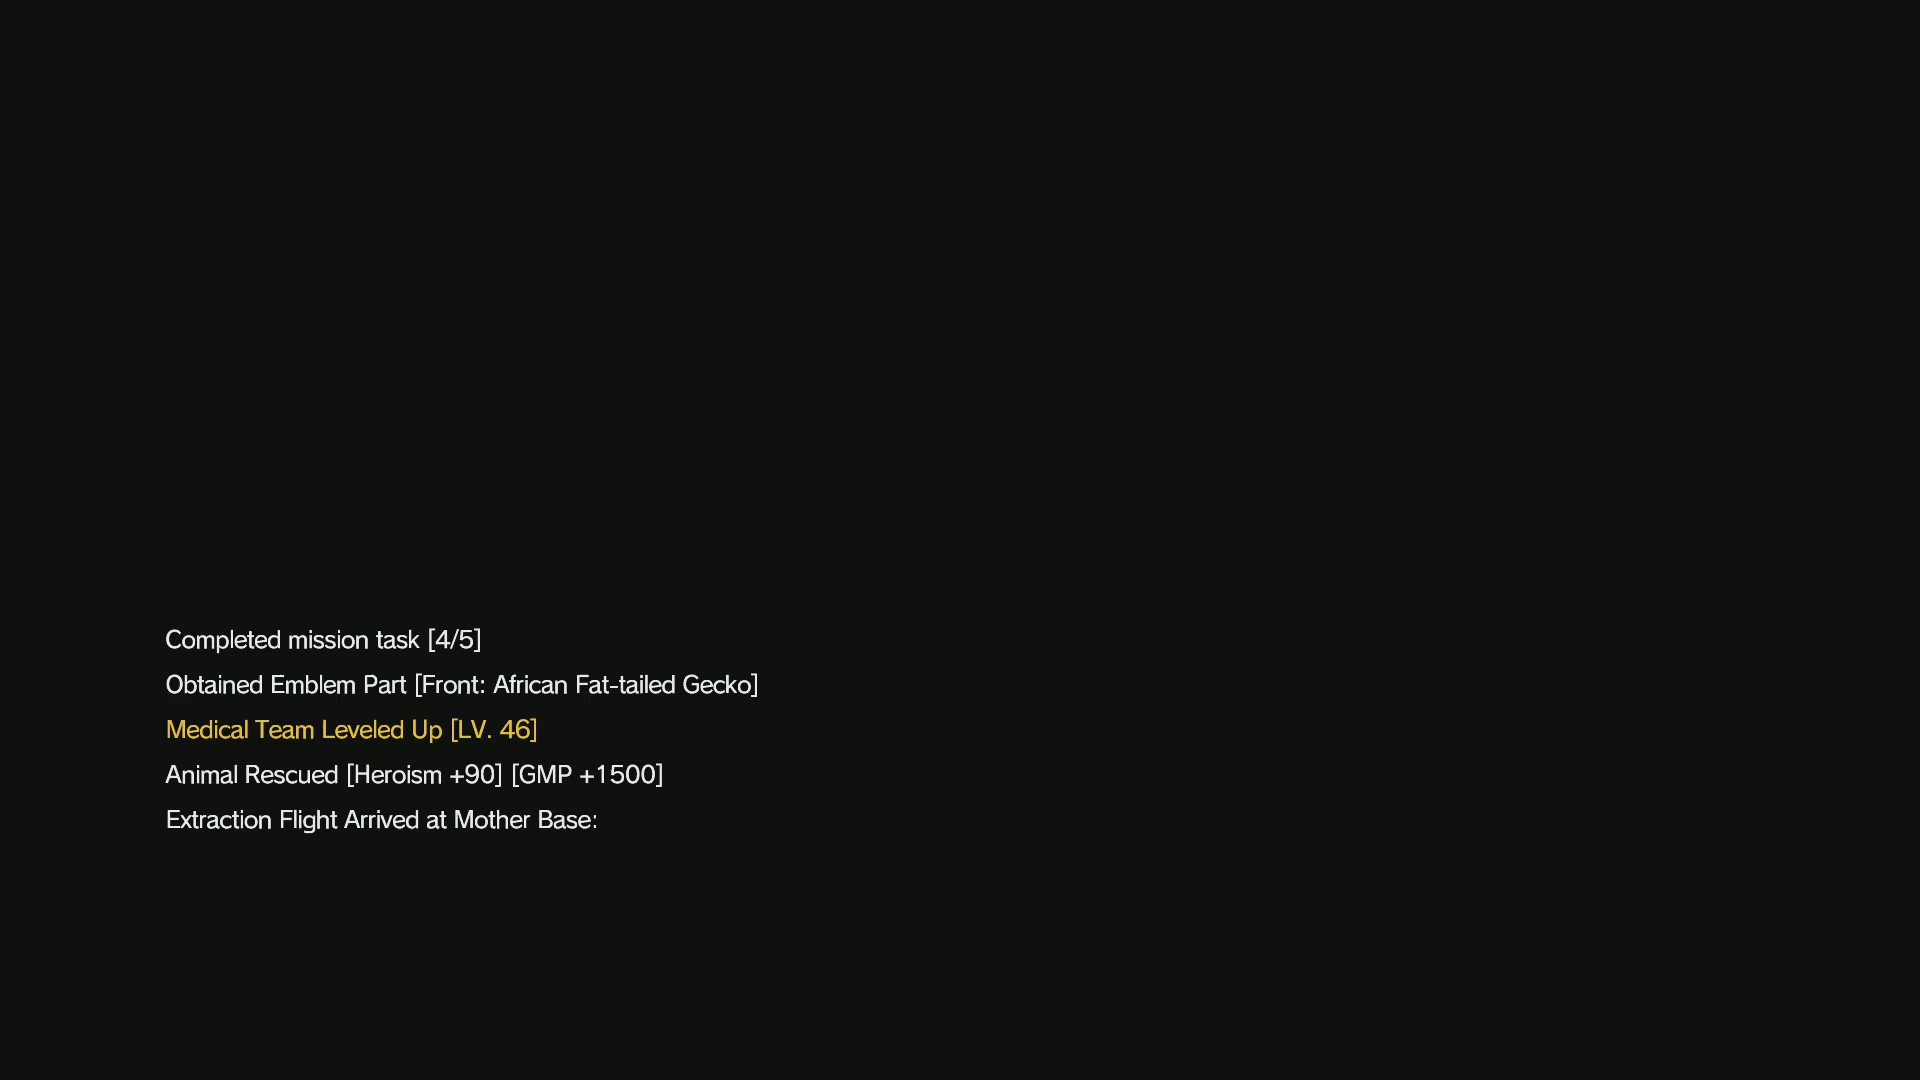 Completed mission task [4/5]
Obtained Emblem Part [Front: African Fat-tailed Gecko]
Medical Team Leveled Up [LV. 46]
Animal Rescued [Heroism +90] [GMP +1500]
Extraction Flight Arrived at Mother Base: